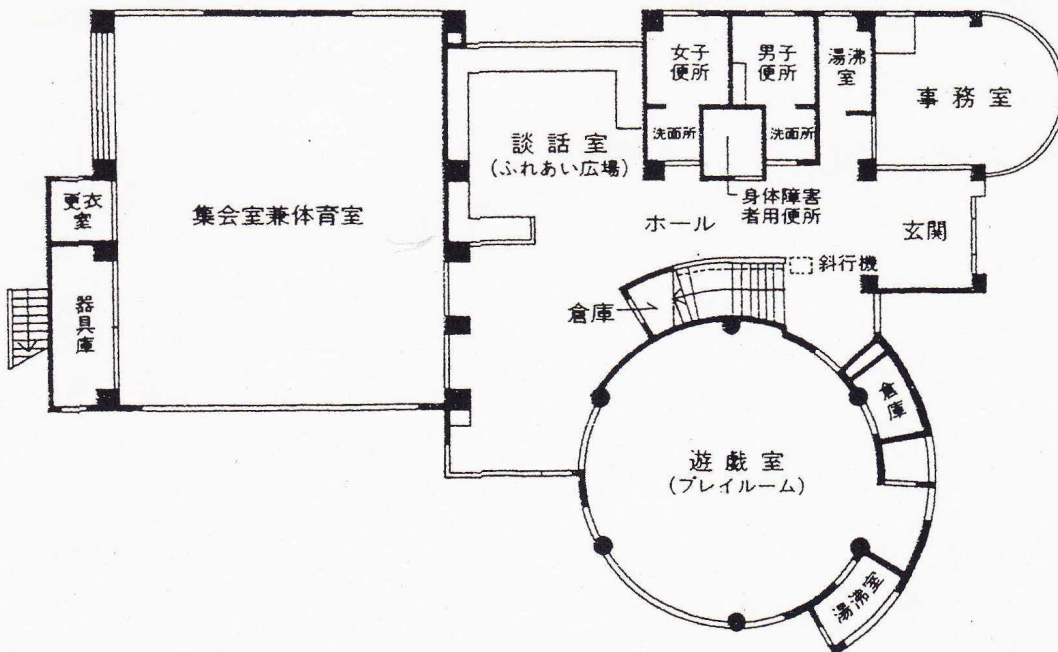 女子
便所
男子
便所
湯沸
室
事務室
洗面所
洗面所
談話室
(ふれあい広場)
身体障害
者用便所
更衣
室
集会室兼体育室
ホール
玄関
斜行機
倉庫
器具庫
倉庫
遊戯室
(プレイルーム)
湯沸室